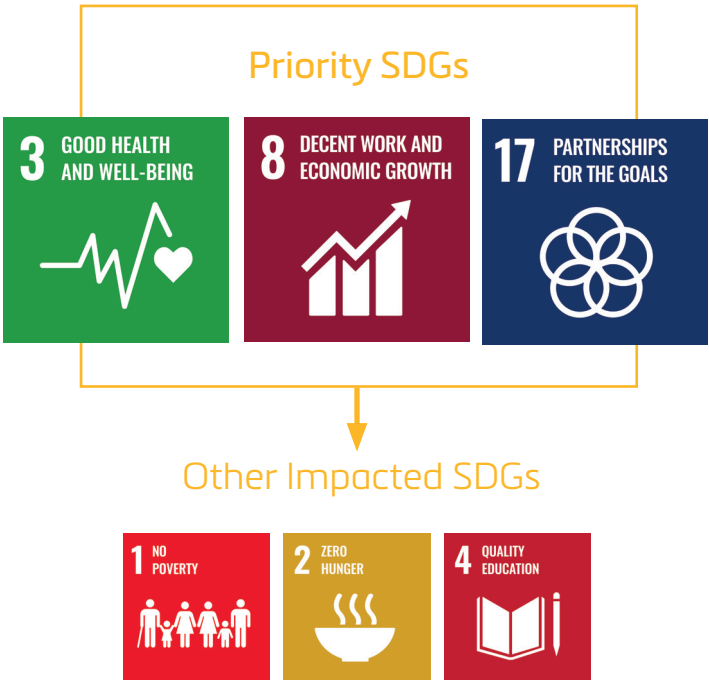 Priority SDGs
3 GOOD HEALTH
AND WELL-BEING
8 DECENT WORK AND
ECONOMIC GROWTH
17 PARTNERSHIPS
FOR THE GOALS
Other Impacted SDGs
1 NO
POVERTY
2 ZERO
HUNGER
4 QUALITY
EDUCATION